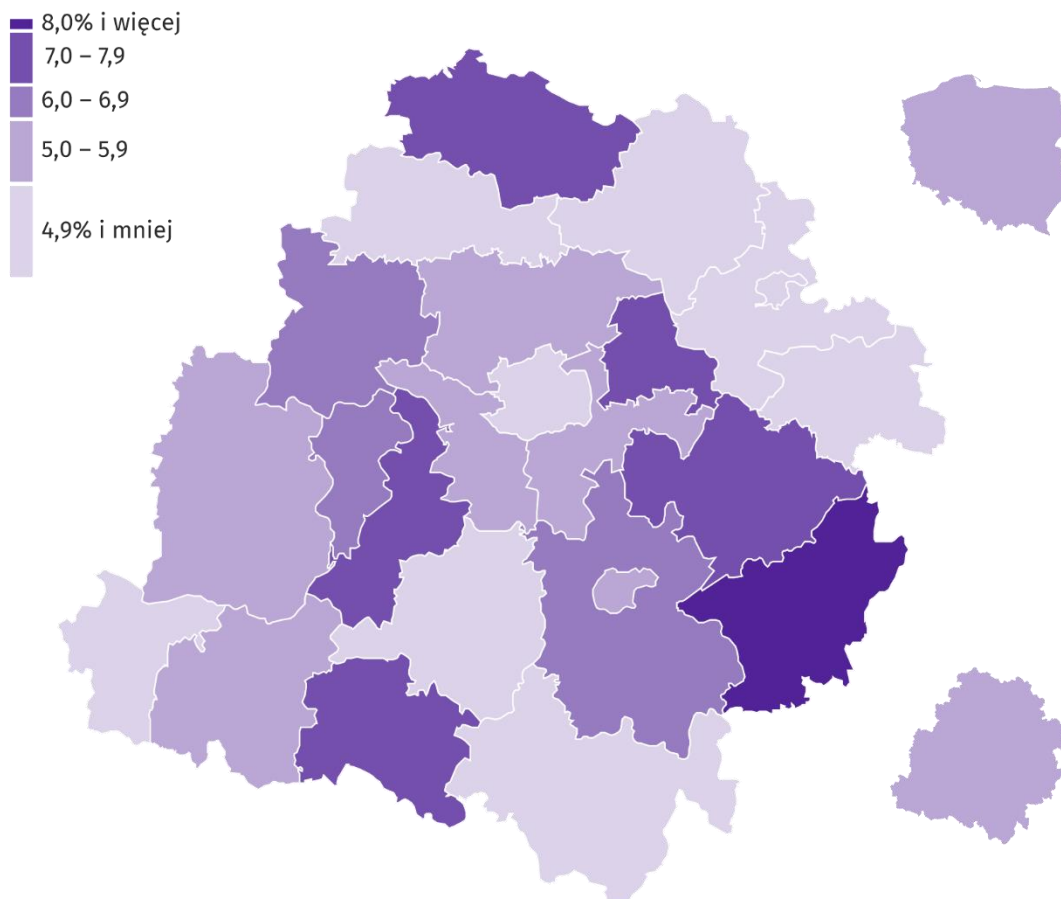 8,0% i więcej
7,0 – 7,9
6,0 – 6,9
5,0 – 5,9
4,9% i mniej